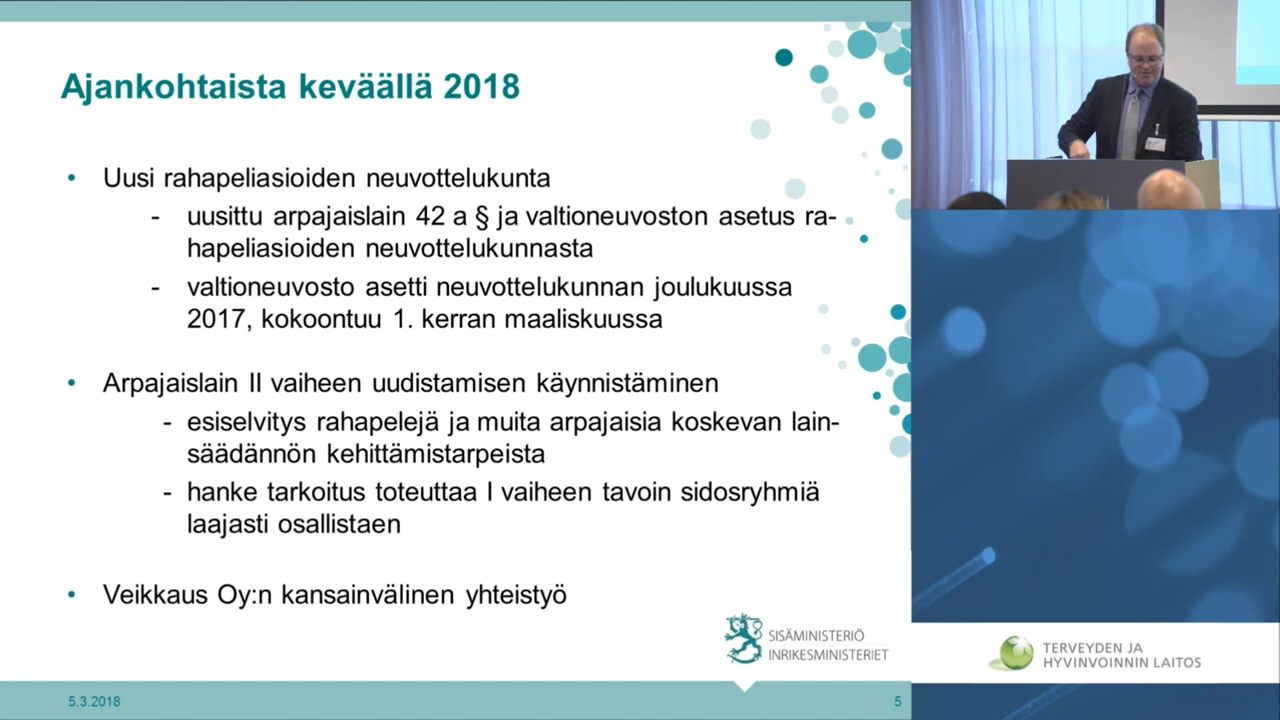 Ajankohtaista keväällä 2018
• Uusi rahapeliasioiden neuvottelukunta
- uusittu arpajaislain 42 a § ja valtioneuvoston asetus ra-
hapeliasioiden neuvottelukunnasta
- valtioneuvosto asetti neuvottelukunnan joulukuussa
2017, kokoontuu 1. kerran maaliskuussa
• Arpajaislain II vaiheen uudistamisen käynnistäminen
- esiselvitys rahapelejä ja muita arpajaisia koskevan lain-
säädännön kehittämistarpeista
- hanke tarkoitus toteuttaa I vaiheen tavoin sidosryhmiä
laajasti osallistaen
• Veikkaus Oy:n kansainvälinen yhteistyö
SISÄMINISTERIÖ
INRIKESMINISTERIET
5.3.2018
5
TERVEYDEN JA
HYVINVOINNIN LAITOS